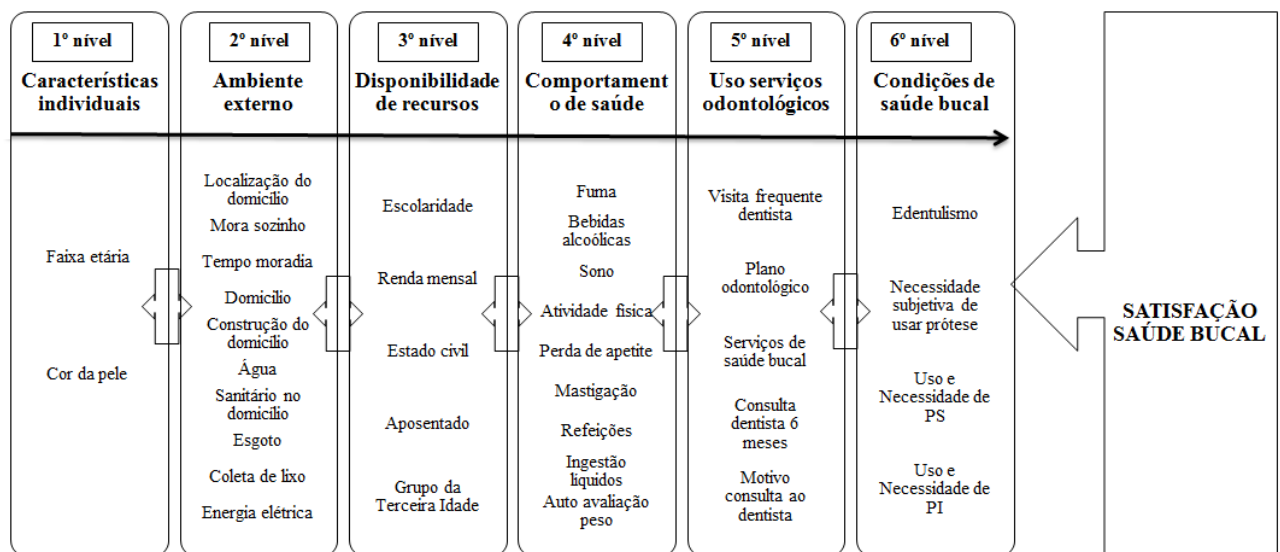 1º nível
Características
individuais
Faixa etária
Cor da pele
2º nível
Ambiente
externo
Localização do
domicílio
Mora sozinho
Tempo moradia
Domicílio
Construção do
domicílio
Água
Sanitário no
domicílio
Esgoto
Coleta de lixo
Energia elétrica
3º nível
Disponibilidade
de recursos
Escolaridade
Renda mensal
Estado civil
Aposentado
Grupo da
Terceira Idade
4º nível
Comportament
o de saúde
Fuma
Bebidas
alcoólicas
Sono
Atividade física
Perda de apetite
Mastigação
Refeições
Ingestão
líquidos
Auto avaliação
peso
5º nível
Uso serviços
odontológicos
Visita frequente
dentista
Plano
odontológico
Serviços de
saúde bucal
Consulta
dentista 6
meses
Motivo
consulta ao
dentista
6º nível
Condições de
saúde bucal
Edentulismo
Necessidade
subjetiva de
usar prótese
Uso e
Necessidade de
PS
Uso e
Necessidade de
PI
SATISFAÇÃO
SAÚDE BUCAL